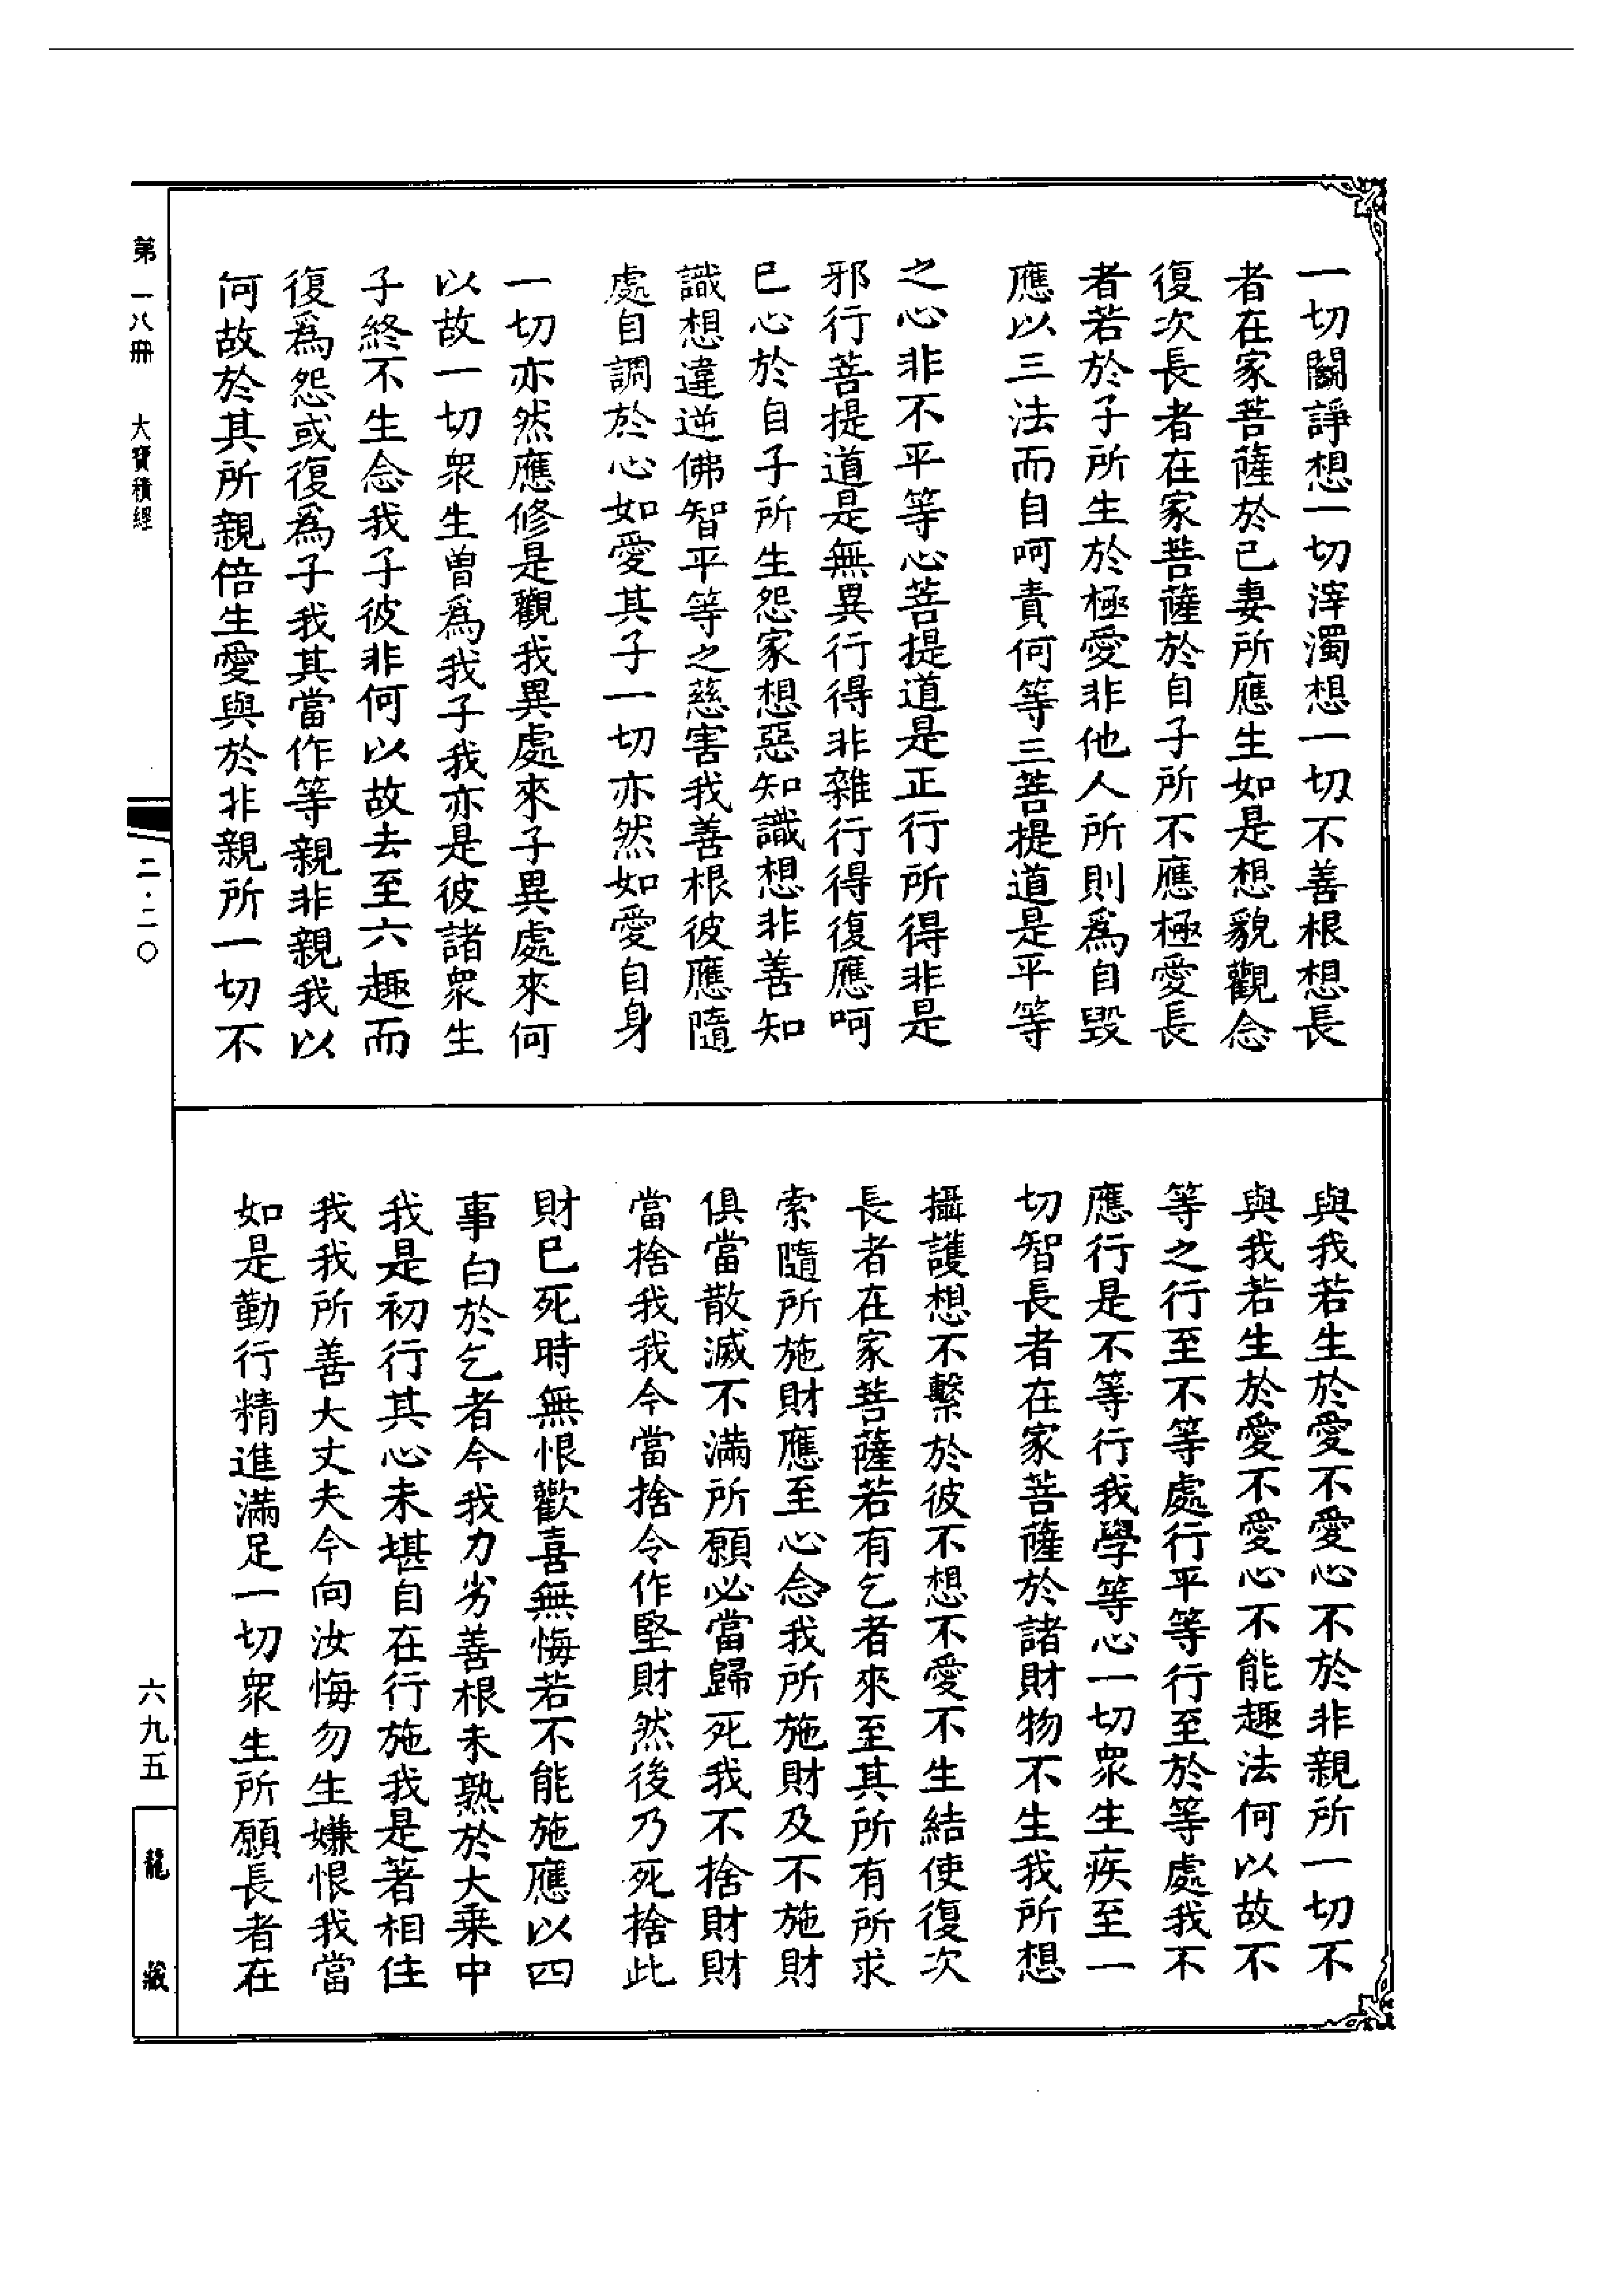 一切鬭諍想一切滓濁想一切不善根想長
者在家菩薩於已妻所應生如是想貌觀念
復次長者在家菩薩於自子所不應極愛長
者若於子所生於極愛非他人所則爲自毀
應以三法而自呵責何等三菩提道是平等
之心非不平等心菩提道是正行所得非是
邪行菩提道是無異行得非雜行得復應呵
已心於自子所生怨家想惡知識想非善知
識想違逆佛智平等之慈害我善根彼應隨
處自調於心如愛其子一切亦然如愛自身
一切亦然應修是觀我異處來子異處來何
以故一切衆生曾爲我子我亦是彼諸衆生
子終不生念我子彼非何以故去至六趣而
復爲怨或復爲子我其當作等親非親我以
何故於其所親倍生愛與於非親所一切不
與我若生於愛不愛心不於非親所一切不
與我若生於愛不愛心不能趣法何以故不
等之行至不等處行平等行至於等處我不
應行是不等行我學等心一切衆生疾至一
切智長者在家菩薩於諸財物不生我所想
攝護想不繫於彼不想不愛不生結使復次
長者在家菩薩若有乞者來至其所有所求
索隨所施財應至心念我所施財及不施財
俱當散滅不滿所願必當歸死我不捨財財
當捨我我今當捨令作堅財然後乃死捨此
財已死時無恨歡喜無悔若不能施應以四
事白於乞者今我力劣善根未熟於大乘中
我是初行其心未堪自在行施我是著相住
我我所善大丈夫今向汝悔勿生嫌恨我當
如是勤行精進滿足一切衆生所願長者在
第一八冊 大寶積經
二·二〇
六九五
龍藏